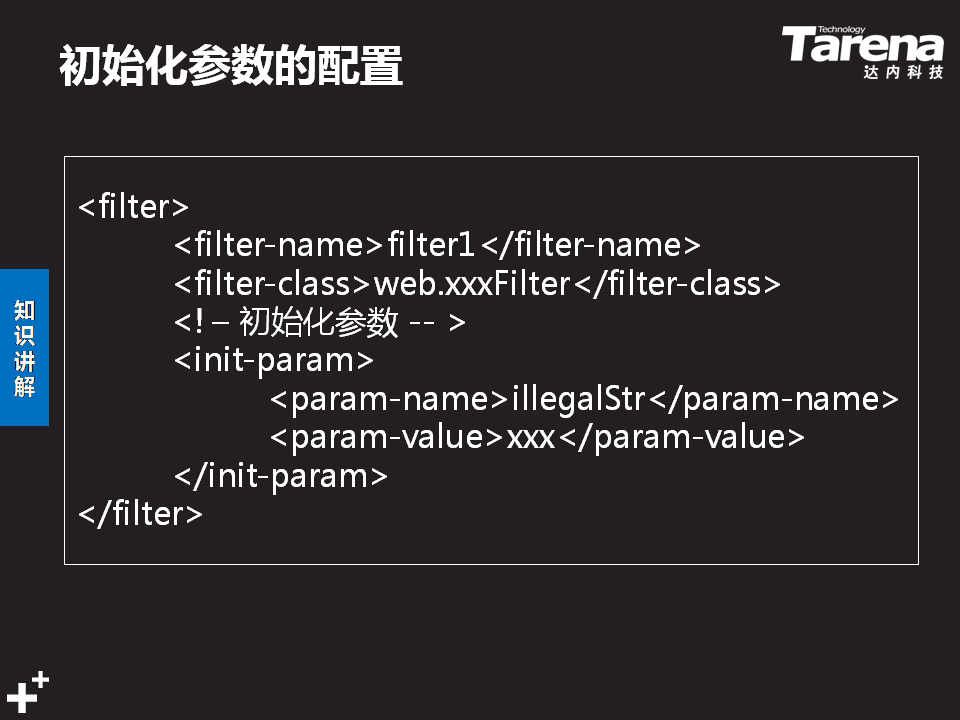 初始化参数的配置
Technology
Tarena
达内科技
<filter>
<filter-name>filter1</filter-name>
<filter-class>web.xxxFilter</filter-class>
<! – 初始化参数 -- >
<init-param>
<param-name>illegalStr</param-name>
<param-value>xxx</param-value>
</init-param>
</filter>
知识讲解